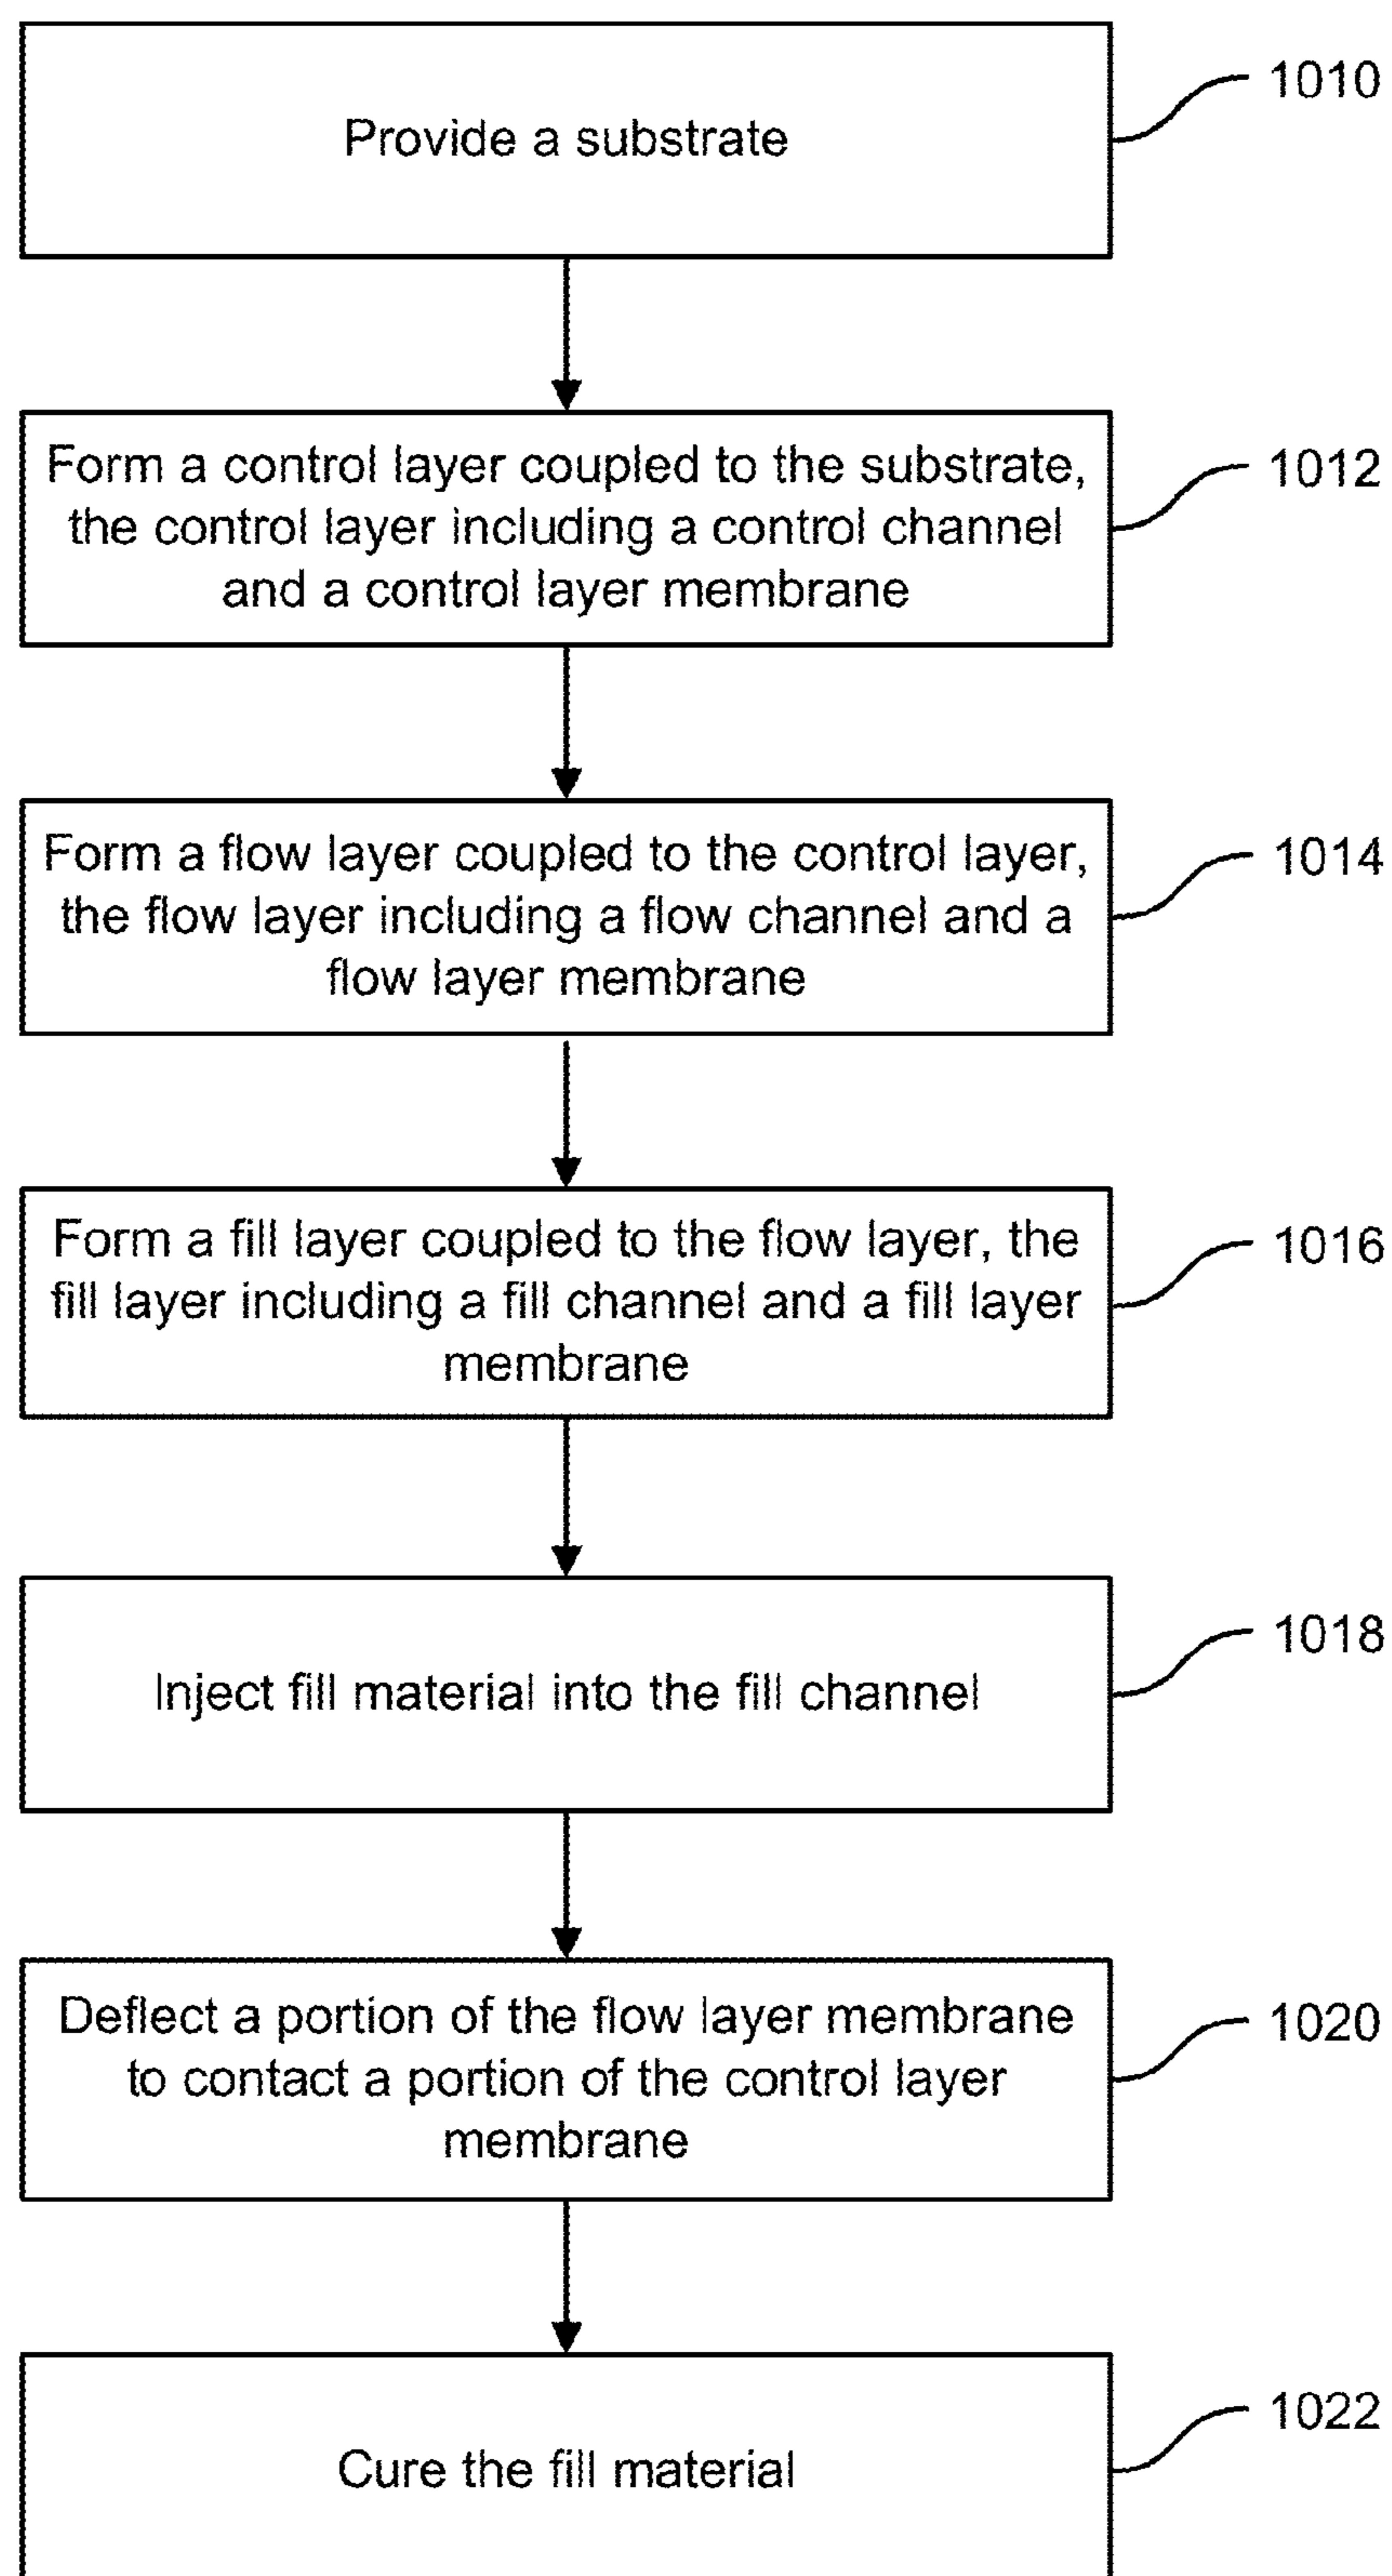 Provide a substrate
1010
Form a control layer coupled to the substrate,
the control layer including a control channel
and a control layer membrane
1012
Form a flow layer coupled to the control layer,
the flow layer including a flow channel and a
flow layer membrane
1014
Form a fill layer coupled to the flow layer, the
fill layer including a fill channel and a fill layer
membrane
1016
Inject fill material into the fill channel
1018
Deflect a portion of the flow layer membrane
to contact a portion of the control layer
membrane
1020
Cure the fill material
1022